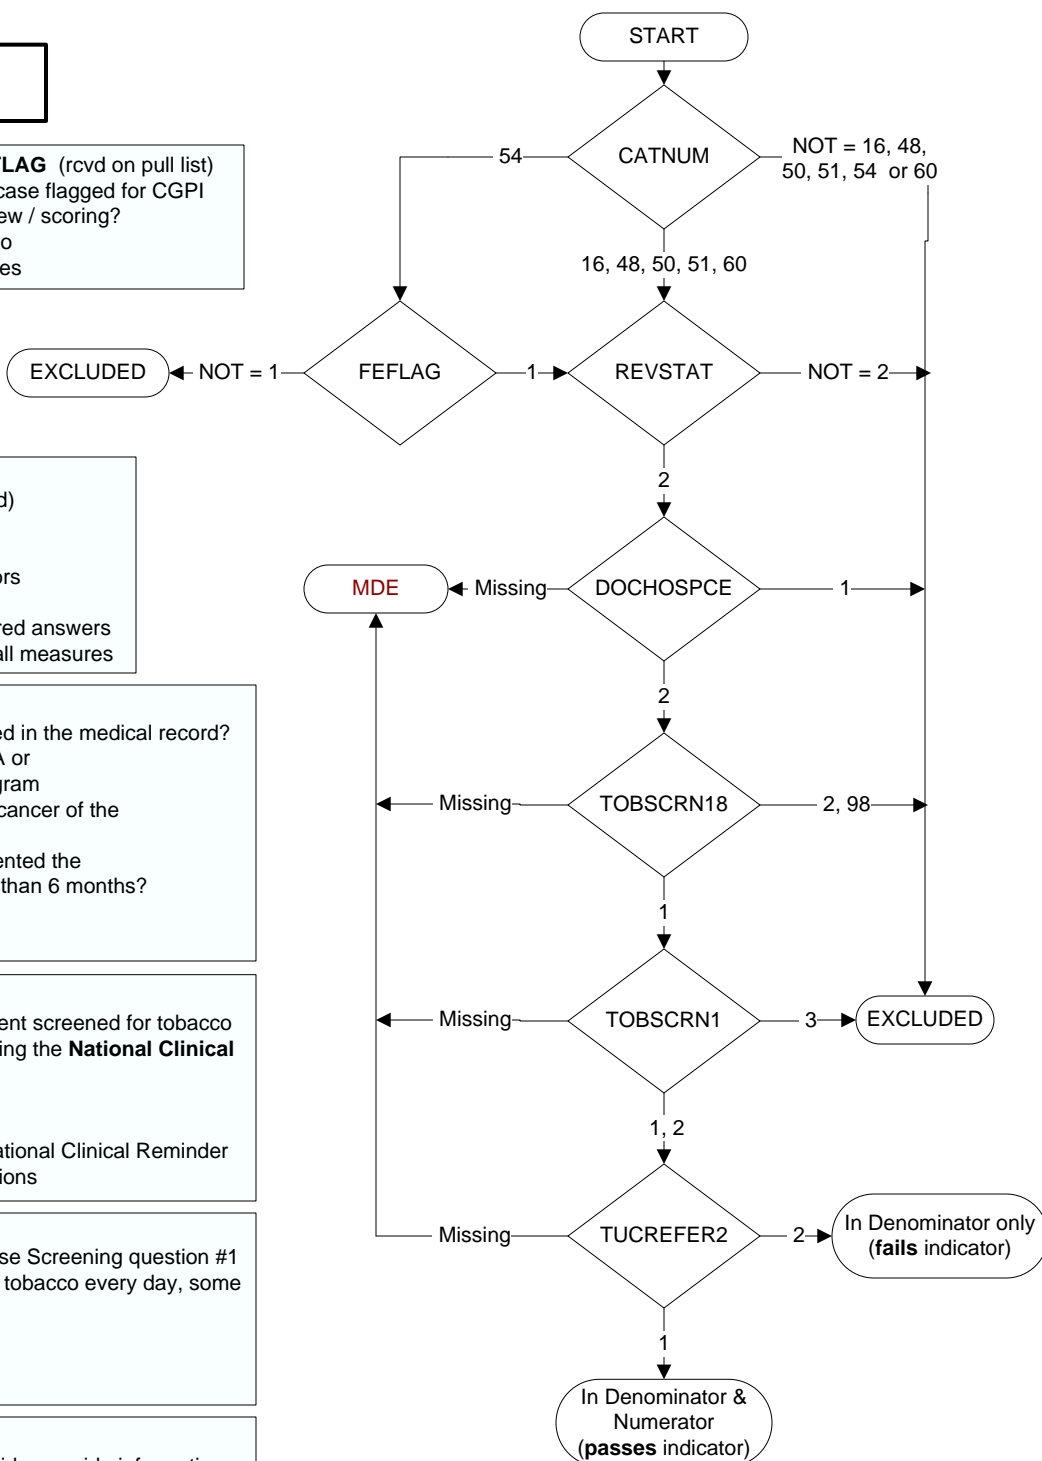 START
CATNUM
54
NOT = 16, 48,
50, 51, 54 or 60
16, 48, 50, 51, 60
FLAG (rcvd on pull list)
case flagged for CGPI
ew / scoring?
o
es
EXCLUDED
NOT = 1
FEFLAG
1
REVSTAT
NOT = 2
2
d)
ors
red answers
all measures
MDE
Missing
DOCHOSPCE
1
2
ed in the medical record?
A or
gram
cancer of the
ented the
than 6 months?
Missing
TOBSCRN18
2, 98
1
ent screened for tobacco
ing the National Clinical
ational Clinical Reminder
ions
Missing
TOBSCRN1
3
EXCLUDED
1, 2
se Screening question #1
tobacco every day, some
Missing
TUCREFER2
2
In Denominator only
(fails indicator)
1
In Denominator &
Numerator
(passes indicator)